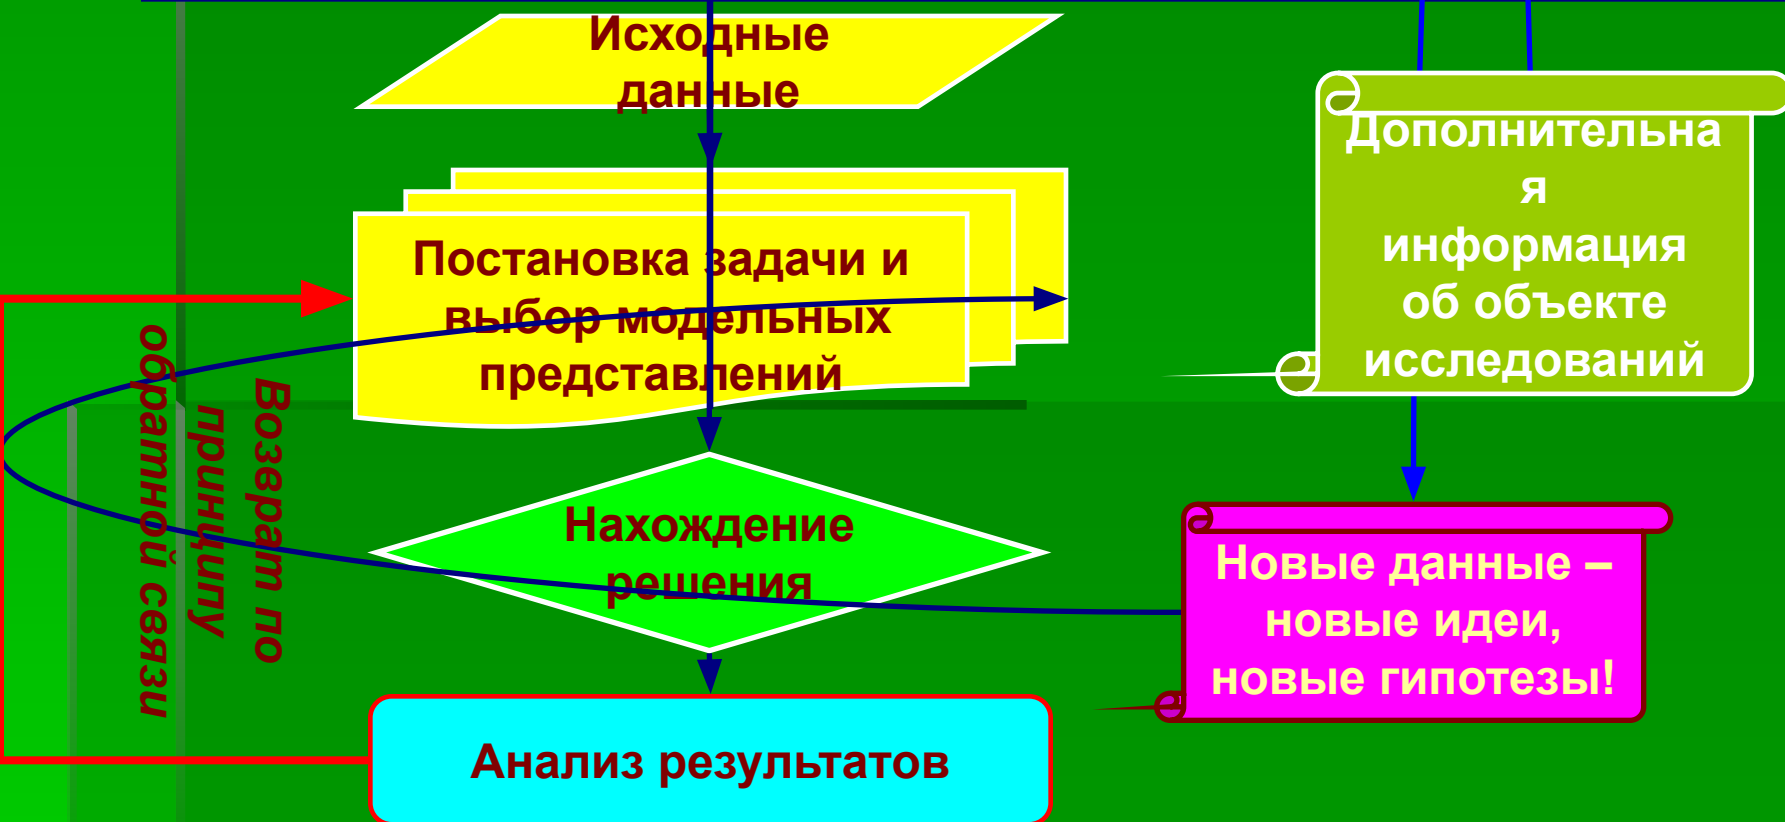 Исходные
данные
Дополнительна
я
информация
об объекте
исследований
Постановка задачи и
выбор модельных
представлений
Возврат по
принципу
обратной связи
Нахождение
решения
Новые данные –
новые идеи,
новые гипотезы!
Анализ результатов